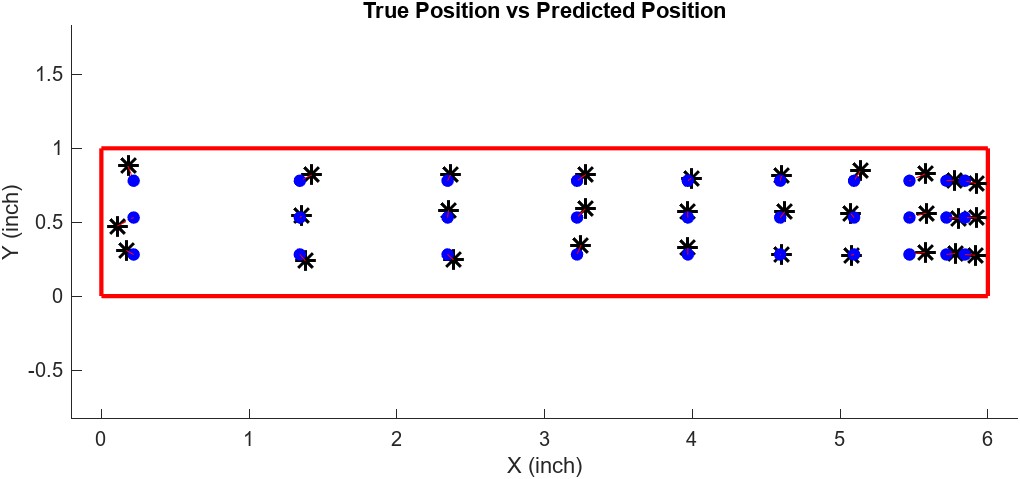 True Position vs Predicted Position
1.5
1
0.5
0
-0.5
Y (inch)
0 1 2 3 4 5 6
X (inch)